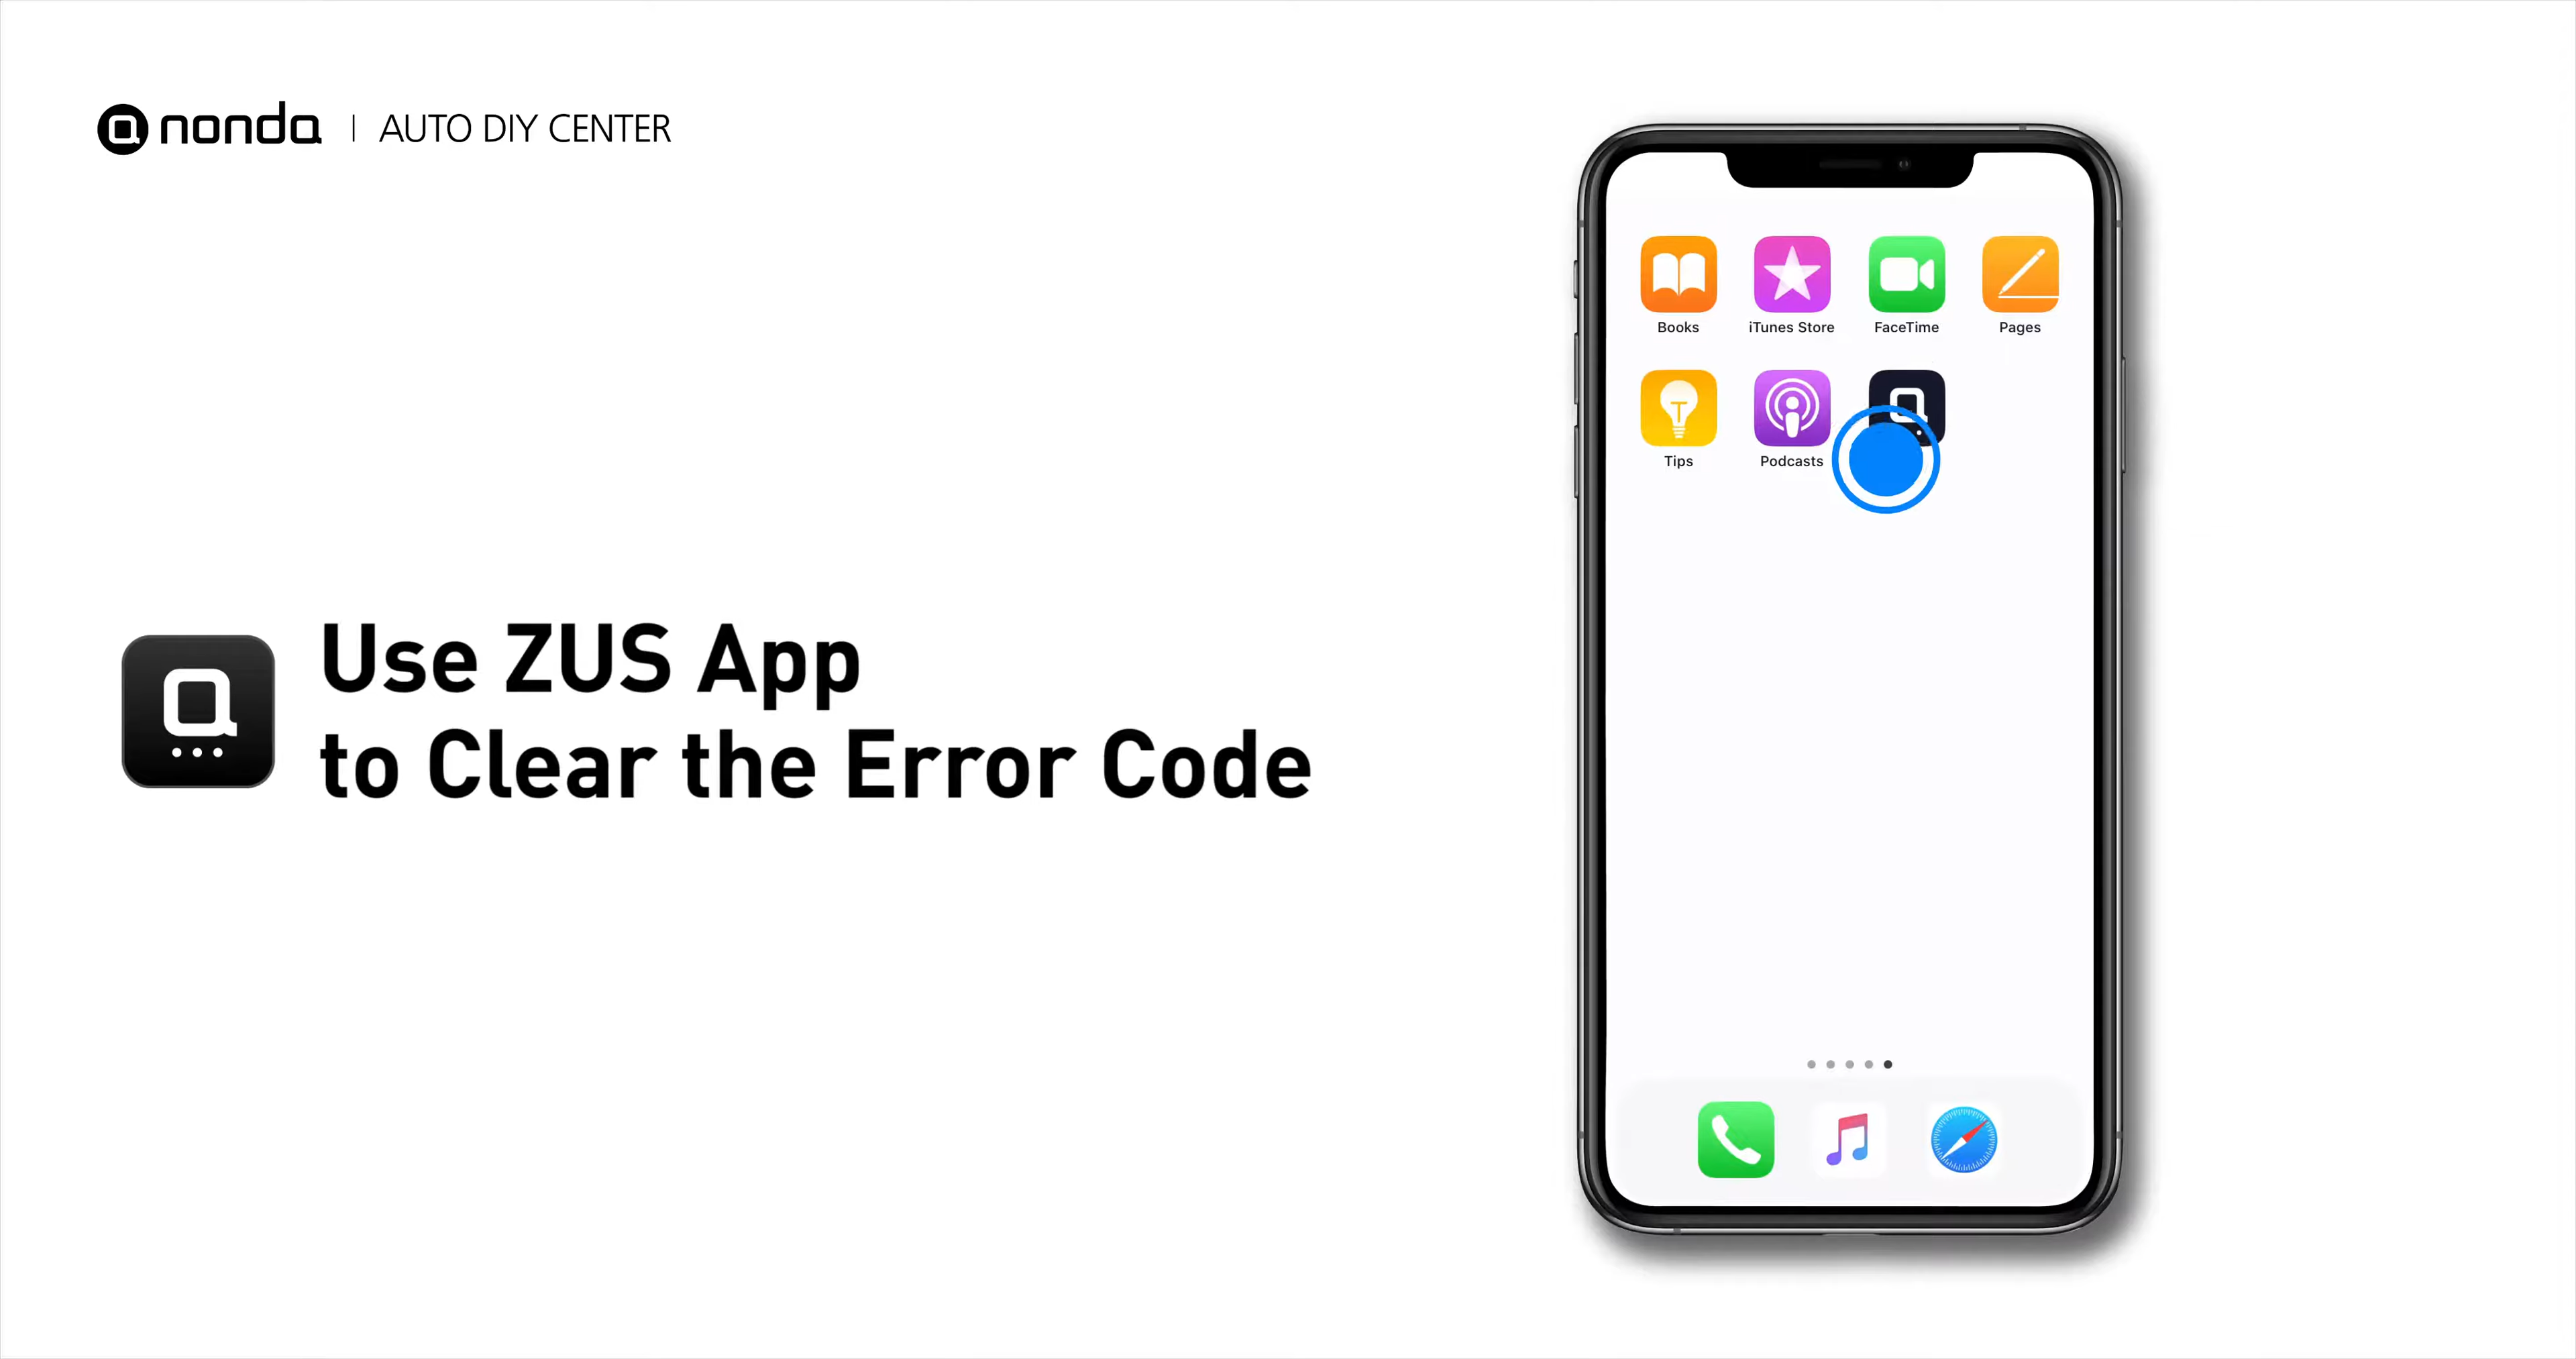 nonda | AUTO DIY CENTER
Use ZUS App
to Clear the Error Code
Books
iTunes Store
FaceTime
Pages
Tips
Podcasts